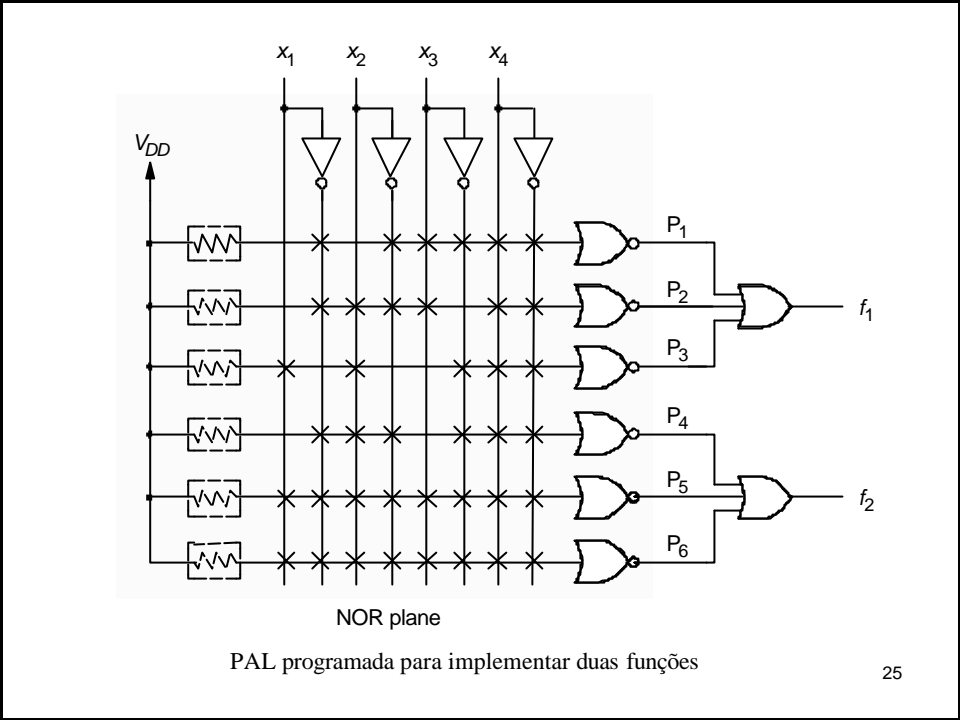 x1 x2 x3 x4
VDD
P1
P2
f1
P3
P4
P5
f2
P6
NOR plane
PAL programada para implementar duas funções
25